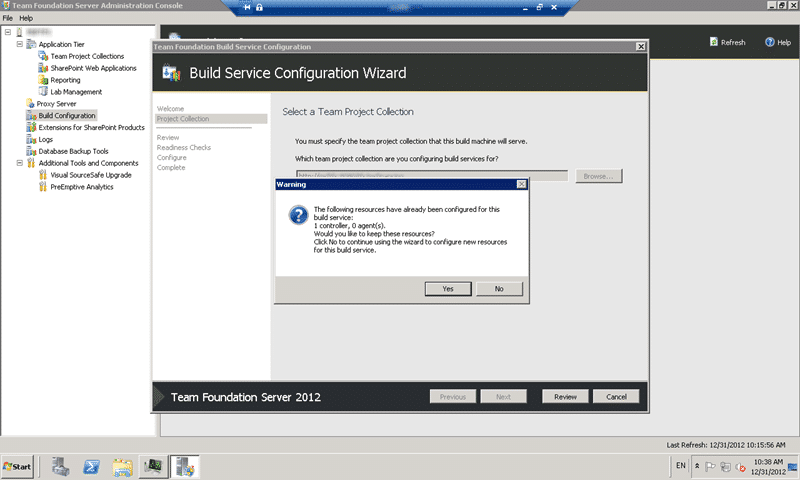 Team Foundation Server Administration Console
File Help
Application Tier
Team Project Collections
SharePoint Web Applications
Reporting
Lab Management
Proxy Server
Build Configuration
Extensions for SharePoint Products
Logs
Database Backup Tools
Additional Tools and Components
Visual SourceSafe Upgrade
PreEmptive Analytics
Refresh
Help
Team Foundation Build Service Configuration
Build Service Configuration Wizard
Welcome
Project Collection
Review
Readiness Checks
Configure
Complete
Select a Team Project Collection
You must specify the team project collection that this build machine will serve.
Which team project collection are you configuring build services for?
Browse...
Warning
The following resources have already been configured for this
build service:
1 controller, 0 agent(s).
Would you like to keep these resources?
Click No to continue using the wizard to configure new resources
for this build service.
Yes
No
Team Foundation Server 2012
Previous
Next
Review
Cancel
Last Refresh: 12/31/2012 10:15:56 AM
Start
EN
10:38 AM
12/31/2012